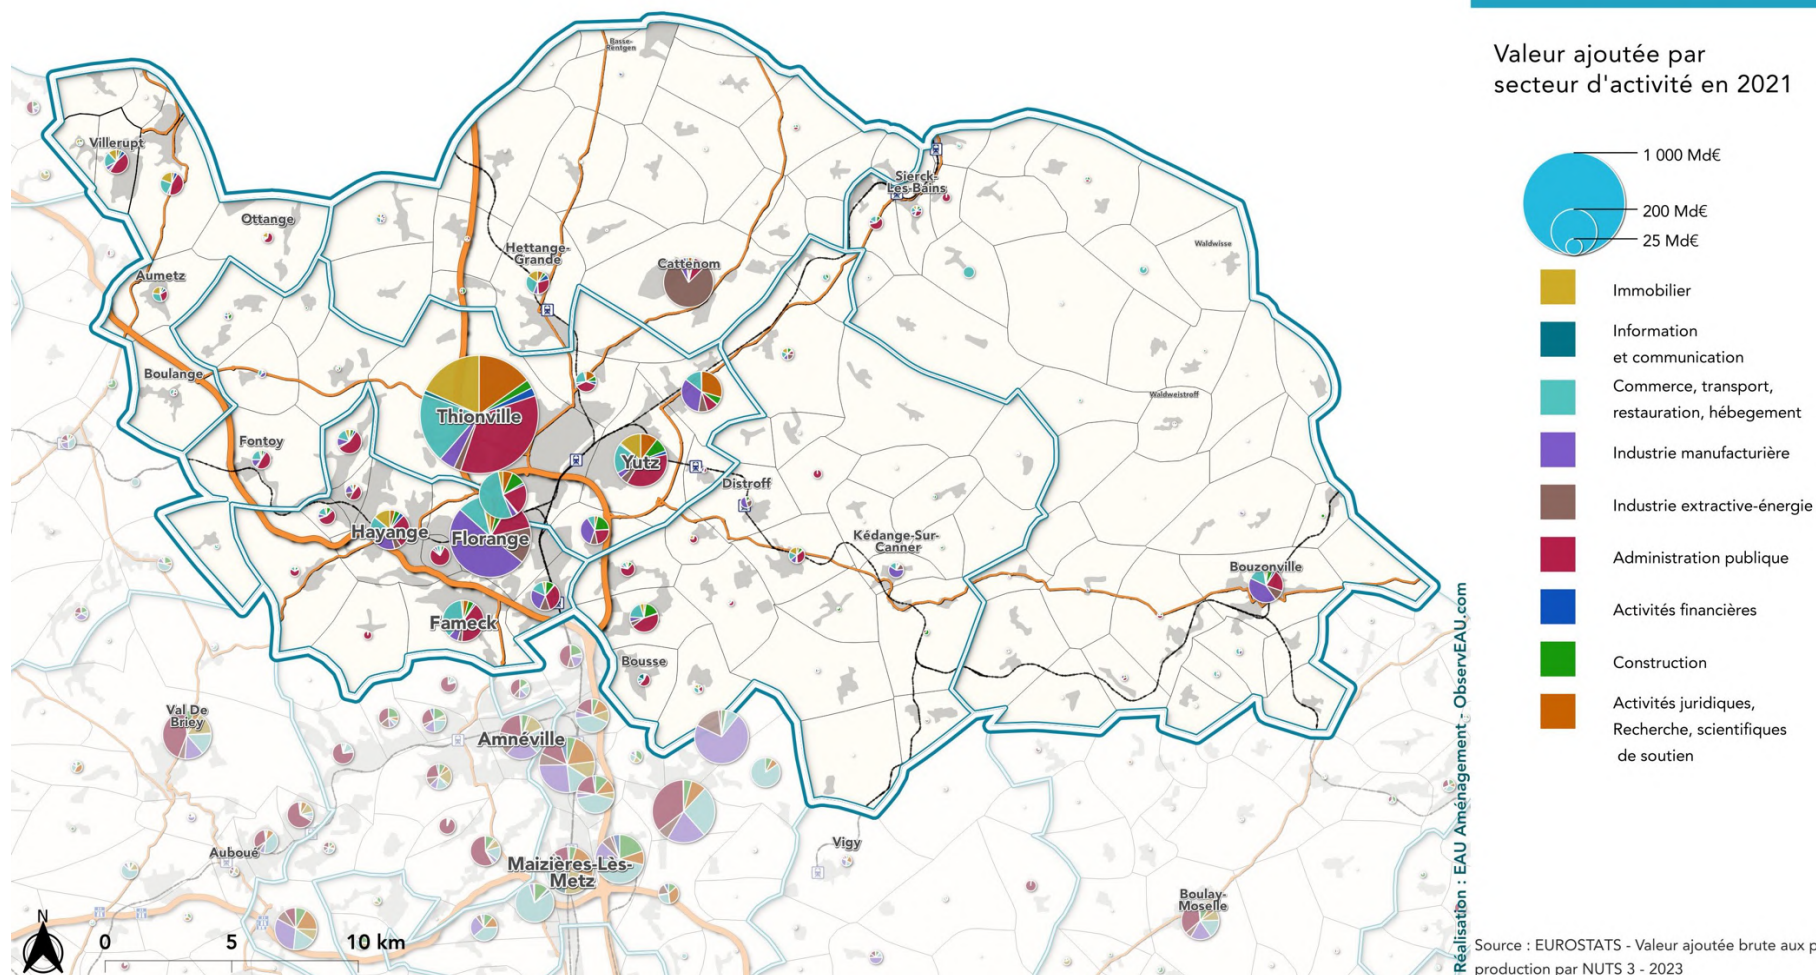 Basse-
Rentgen
Villerupt
Sierck-
Les-Bains
Ottange
Waldwisse
Hettange-
Grande
Cattenom
Aumetz
Boulange
Waldweistroff
Thionville
Fontoy
Yutz
Distroff
Hayange
Florange
Kédange-Sur-
Canner
Bouzonville
Fameck
Bousse
Val De
Briey
Amnéville
Auboué
Vigy
Maizières-Lès-
Metz
Boulay-
Moselle
N
0 5 10 km
Réalisation : EAU Aménagement - ObservEAU.com
Valeur ajoutée par
secteur d'activité en 2021
1 000 Md€
200 Md€
25 Md€
Immobilier
Information
et communication
Commerce, transport,
restauration, hébegement
Industrie manufacturière
Industrie extractive-énergie
Administration publique
Activités financières
Construction
Activités juridiques,
Recherche, scientifiques
de soutien
Source : EUROSTATS - Valeur ajoutée brute aux p
production par NUTS 3 - 2023